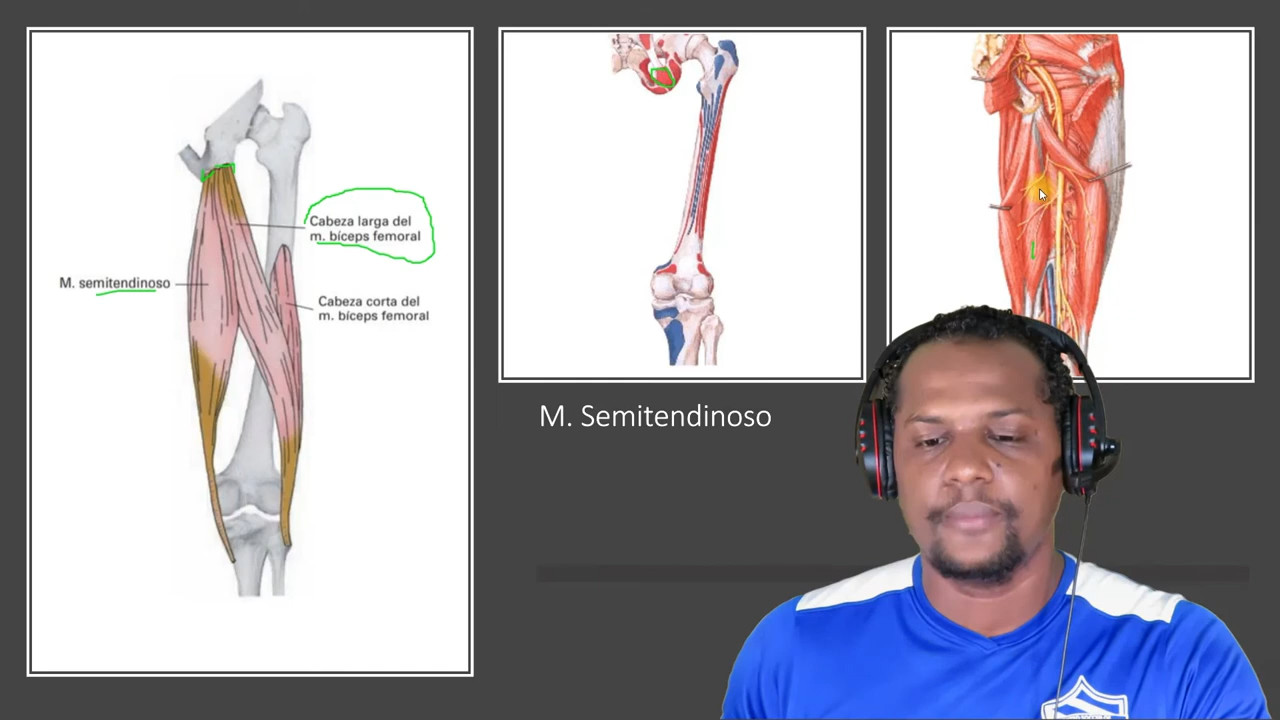 Cabeza larga del
m. bíceps femoral
M. semitendinoso
Cabeza corta del
m. bíceps femoral
M. Semitendinoso